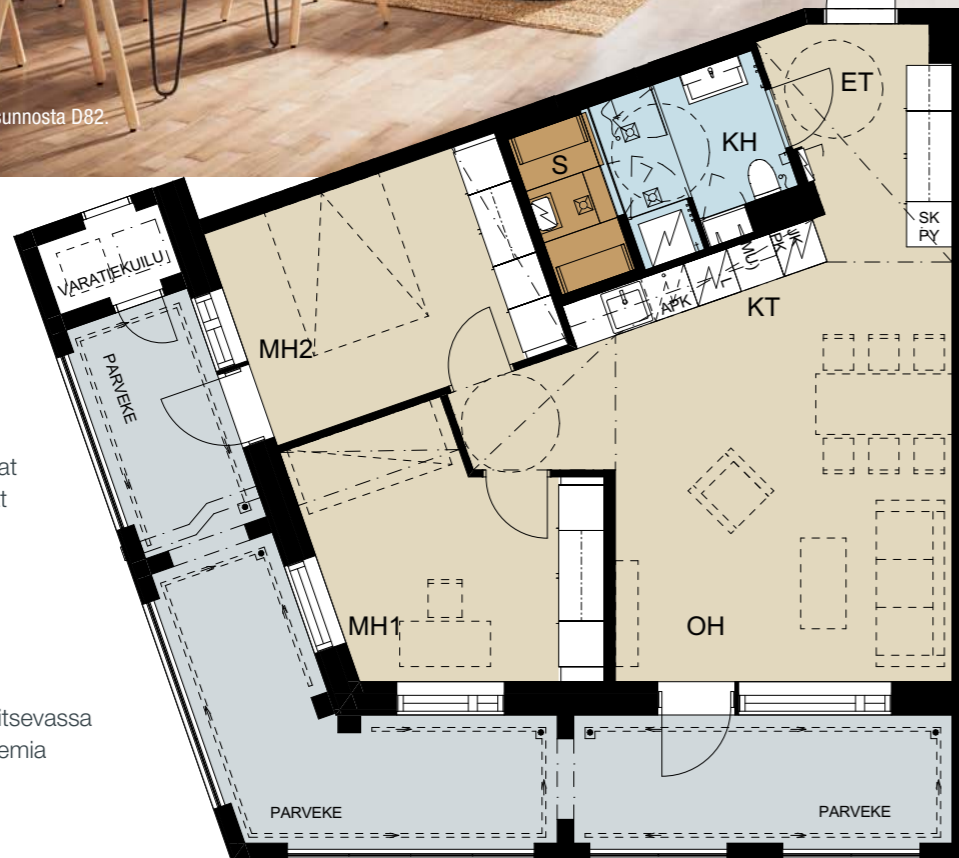 sunnosta D82.
ET
KH
S
SK
PY
VARATIEKUILU
APK
KT
MH2
PARVEKE
at
t
MH1
OH
itsevassa
emia
PARVEKE
PARVEKE